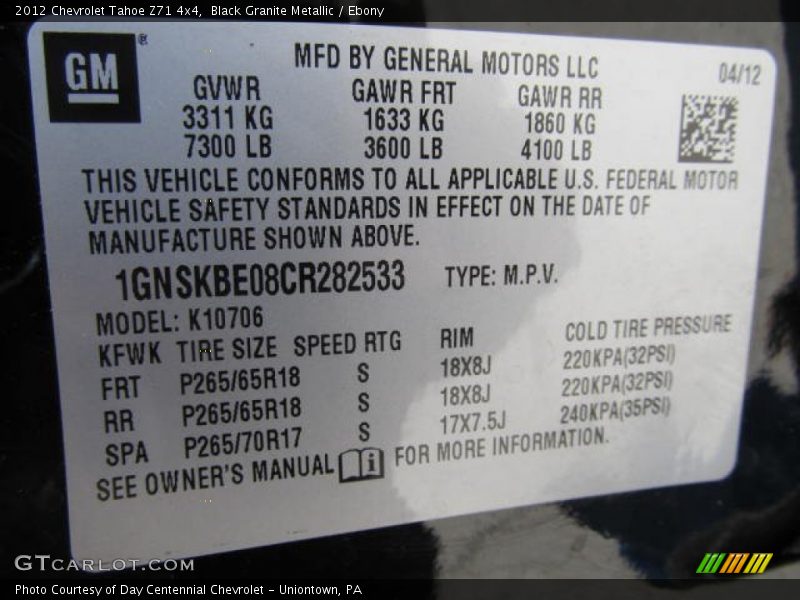 2012 Chevrolet Tahoe Z71 4x4, Black Granite Metallic / Ebony
GM®
MFD BY GENERAL MOTORS LLC
04/12
GVWR GAWR FRT GAWR RR
3311 KG 1633 KG 1860 KG
7300 LB 3600 LB 4100 LB
THIS VEHICLE CONFORMS TO ALL APPLICABLE U.S. FEDERAL MOTOR
VEHICLE SAFETY STANDARDS IN EFFECT ON THE DATE OF
MANUFACTURE SHOWN ABOVE.
1GNSKBE08CR282533 TYPE: M.P.V.
MODEL: K10706
KFWK TIRE SIZE SPEED RTG RIM COLD TIRE PRESSURE
FRT P265/65R18 S 18X8J 220KPA(32PSI)
RR P265/65R18 S 18X8J 220KPA(32PSI)
SPA P265/70R17 S 17X7.5J 240KPA(35PSI)
SEE OWNER'S MANUAL i FOR MORE INFORMATION.
GTCARLOT.COM
Photo Courtesy of Day Centennial Chevrolet - Uniontown, PA